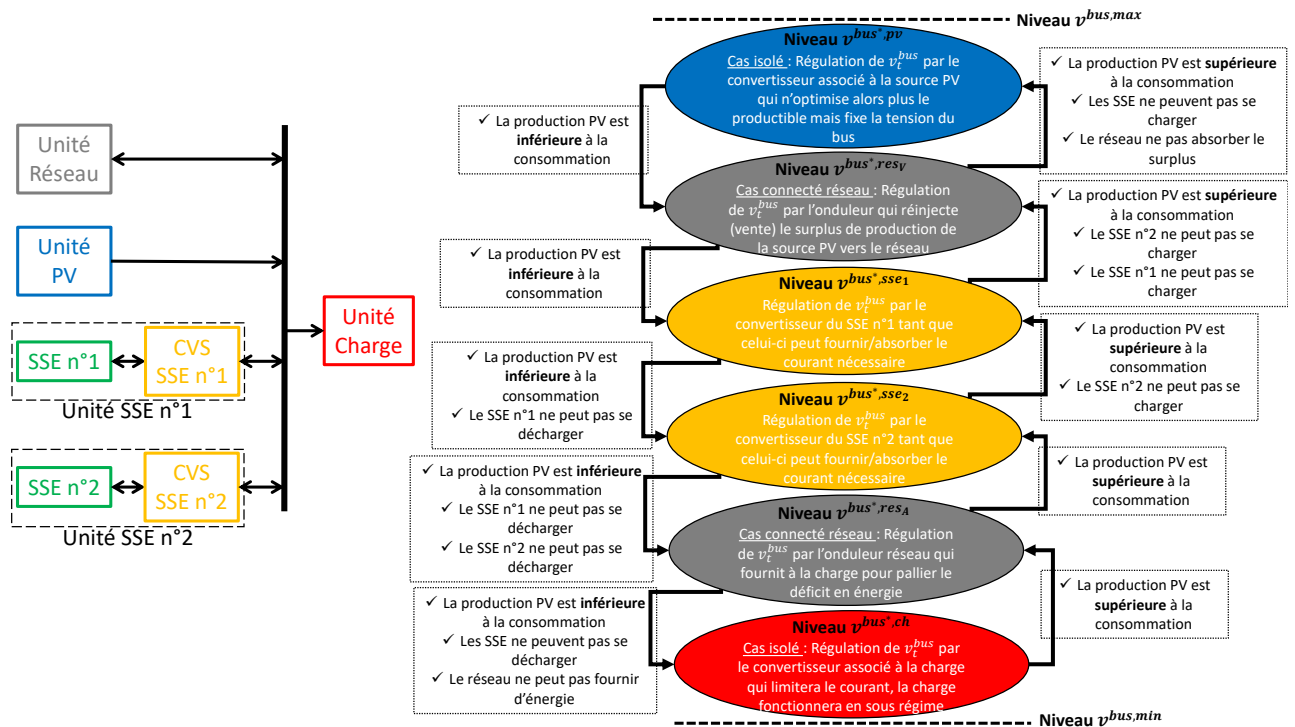 Unité
Réseau
Unité
PV
SSE n°1
CVS
SSE n°1
Unité SSE n°1
SSE n°2
CVS
SSE n°2
Unité SSE n°2
Unité
Charge
Niveau v^{bus,max}
Niveau v^{bus*,pv}
Cas isolé : Régulation de v_t^{bus} par le
convertisseur associé à la source PV
qui n’optimise alors plus le
productible mais fixe la tension du
bus
Niveau v^{bus*,res_V}
Cas connecté réseau : Régulation
de v_t^{bus} par l’onduleur qui réinjecte
(vente) le surplus de production de
la source PV vers le réseau
Niveau v^{bus*,sse_1}
Régulation de v_t^{bus} par le
convertisseur du SSE n°1 tant que
celui-ci peut fournir/absorber le
courant nécessaire
Niveau v^{bus*,sse_2}
Régulation de v_t^{bus} par le
convertisseur du SSE n°2 tant que
celui-ci peut fournir/absorber le
courant nécessaire
Niveau v^{bus*,res_A}
Cas connecté réseau : Régulation
de v_t^{bus} par l’onduleur réseau qui
fournit à la charge pour pallier le
déficit en énergie
Niveau v^{bus*,ch}
Cas isolé : Régulation de v_t^{bus} par
le convertisseur associé à la charge
qui limitera le courant, la charge
fonctionnera en sous régime
Niveau v^{bus,min}
✓ La production PV est
inférieure à la
consommation
✓ La production PV est
inférieure à la
consommation
✓ La production PV est
inférieure à la
consommation
✓ Le SSE n°1 ne peut pas se
décharger
✓ La production PV est inférieure
à la consommation
✓ Le SSE n°1 ne peut pas se
décharger
✓ Le SSE n°2 ne peut pas se
décharger
✓ La production PV est inférieure
à la consommation
✓ Les SSE ne peuvent pas se
décharger
✓ Le réseau ne peut pas fournir
d’énergie
✓ La production PV est supérieure
à la consommation
✓ Les SSE ne peuvent pas se
charger
✓ Le réseau ne pas absorber le
surplus
✓ La production PV est supérieure
à la consommation
✓ Le SSE n°2 ne peut pas se
charger
✓ Le SSE n°1 ne peut pas se
charger
✓ La production PV est
supérieure à la
consommation
✓ Le SSE n°2 ne peut pas se
charger
✓ La production PV est
supérieure à la
consommation
✓ La production PV est
supérieure à la
consommation